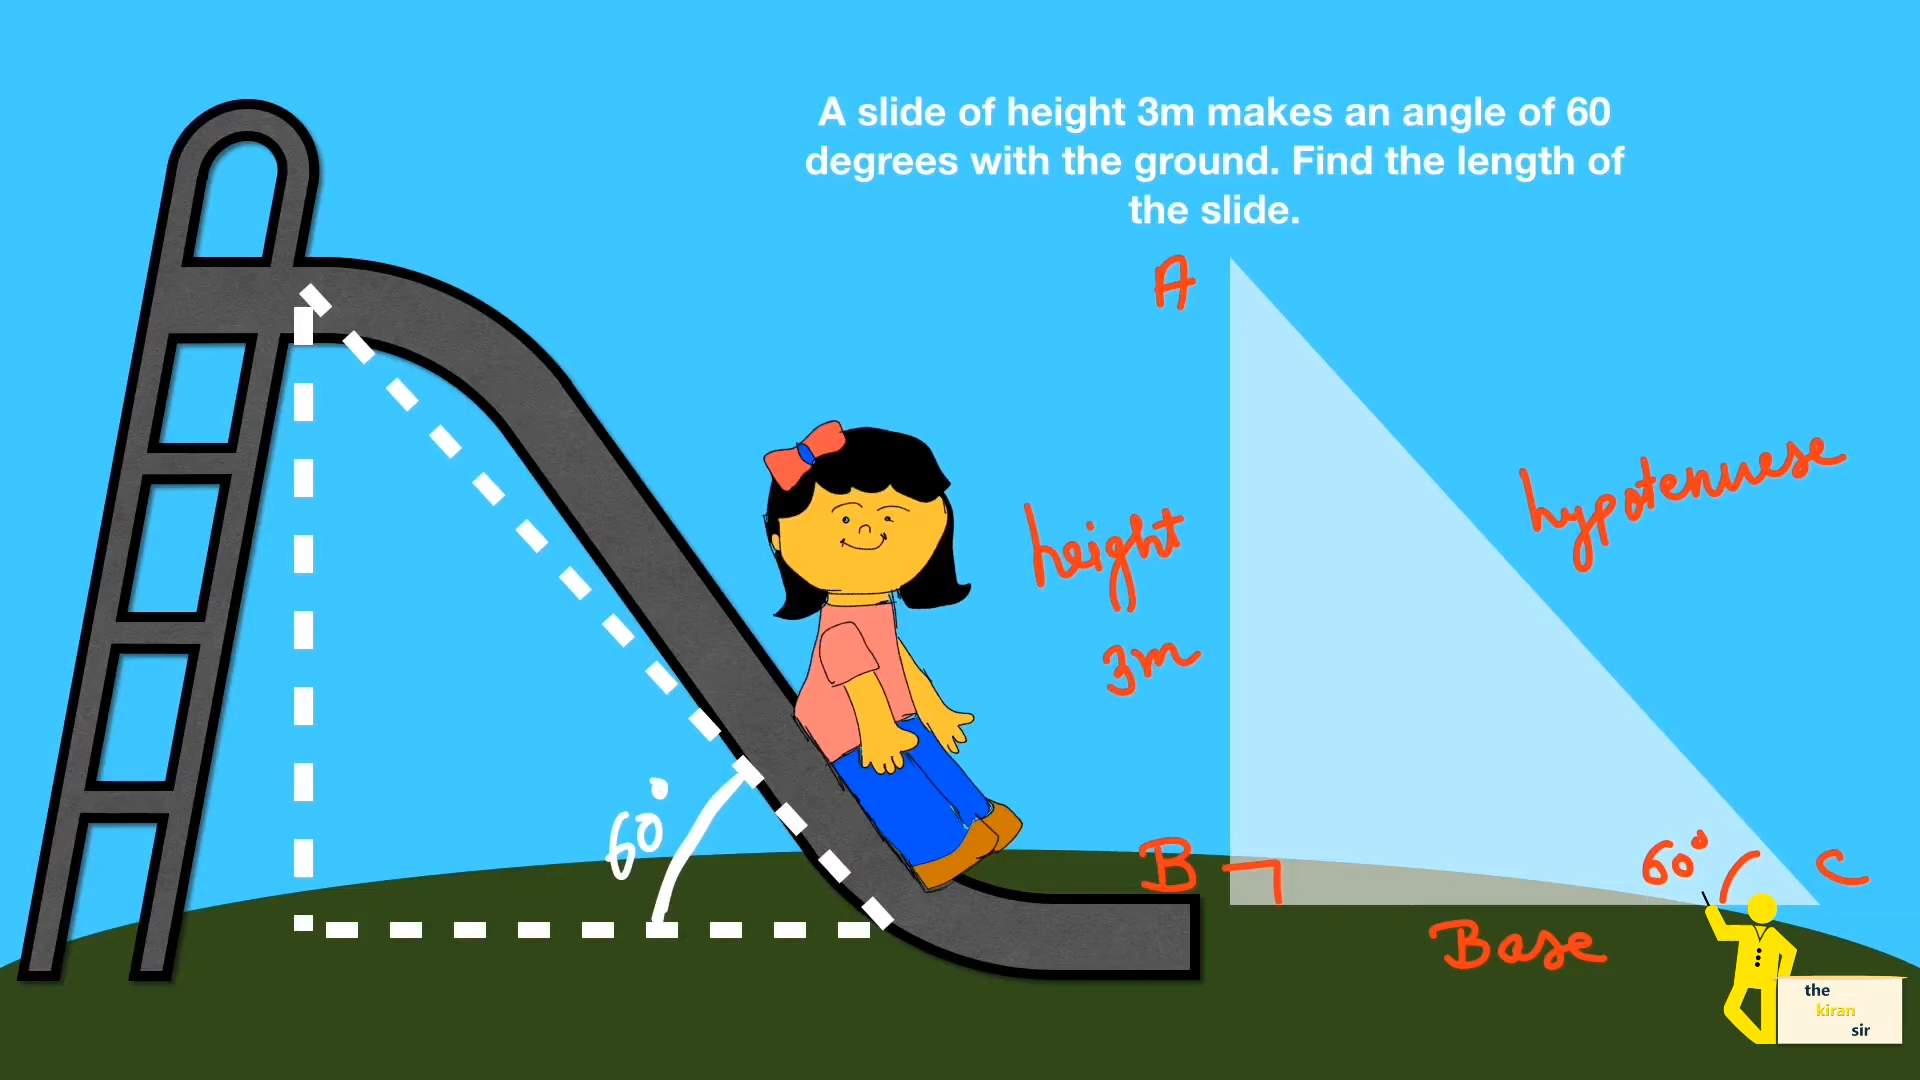 A slide of height 3m makes an angle of 60
degrees with the ground. Find the length of
the slide.
A
hypotenuese
height
3m
60°
B
60°
C
Base
the
kiran
sir